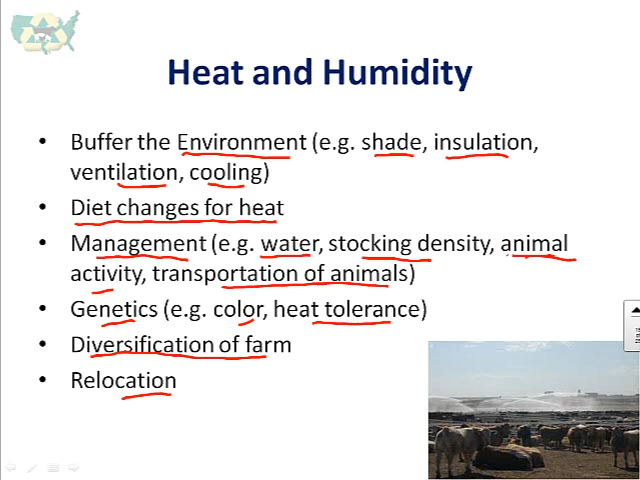 Heat and Humidity
• Buffer the Environment (e.g. shade, insulation,
ventilation, cooling)
• Diet changes for heat
• Management (e.g. water, stocking density, animal
activity, transportation of animals)
• Genetics (e.g. color, heat tolerance)
• Diversification of farm
• Relocation